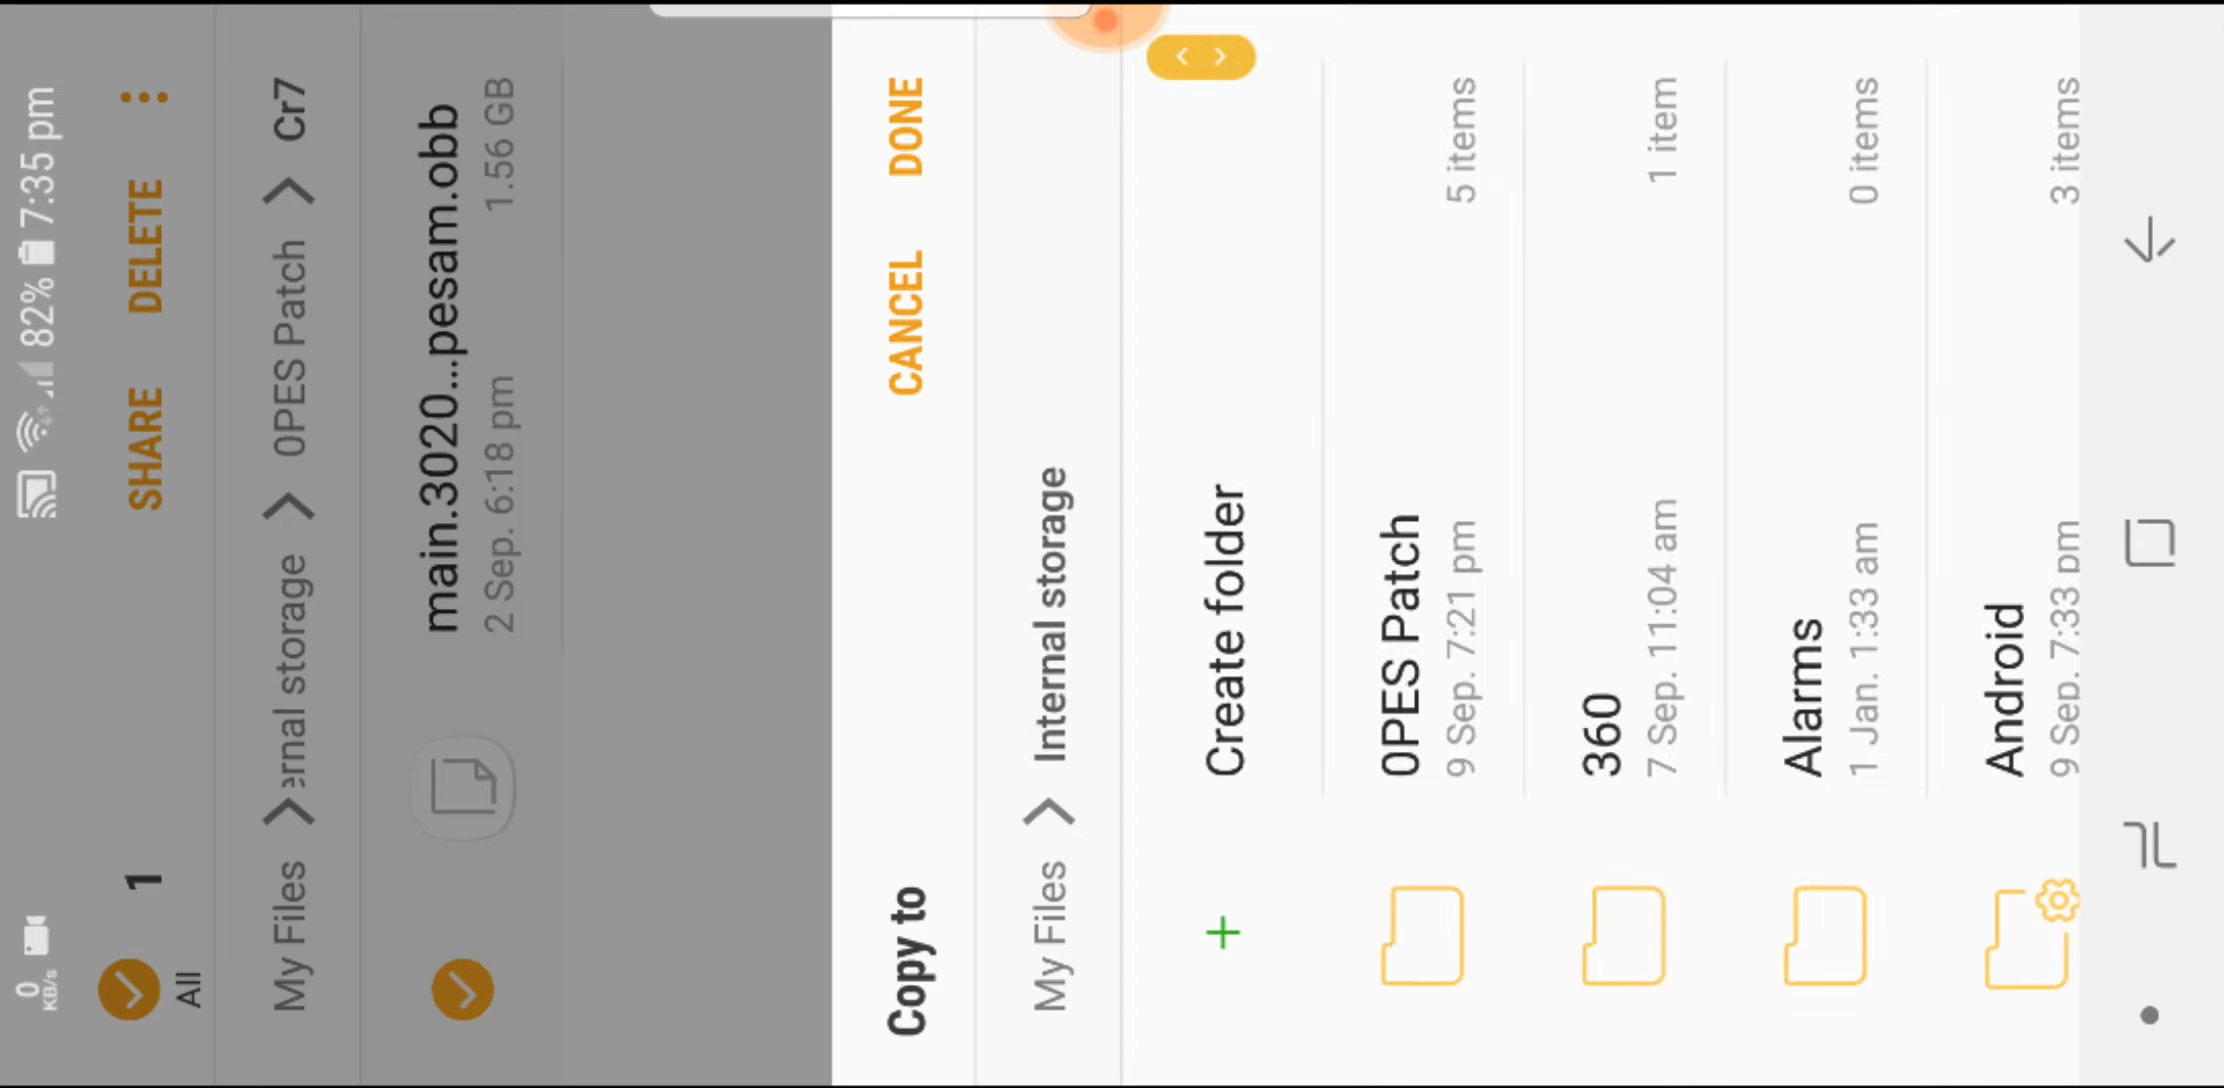 0 KB/s 82% 7:35 pm
1 SHARE DELETE
All
My Files > ernal storage > 0PES Patch > Cr7
main.3020...pesam.obb
2 Sep. 6:18 pm 1.56 GB
Copy to CANCEL DONE
My Files > Internal storage
Create folder
0PES Patch
9 Sep. 7:21 pm 5 items
360
7 Sep. 11:04 am 1 item
Alarms
1 Jan. 1:33 am 0 items
Android
9 Sep. 7:33 pm 3 items